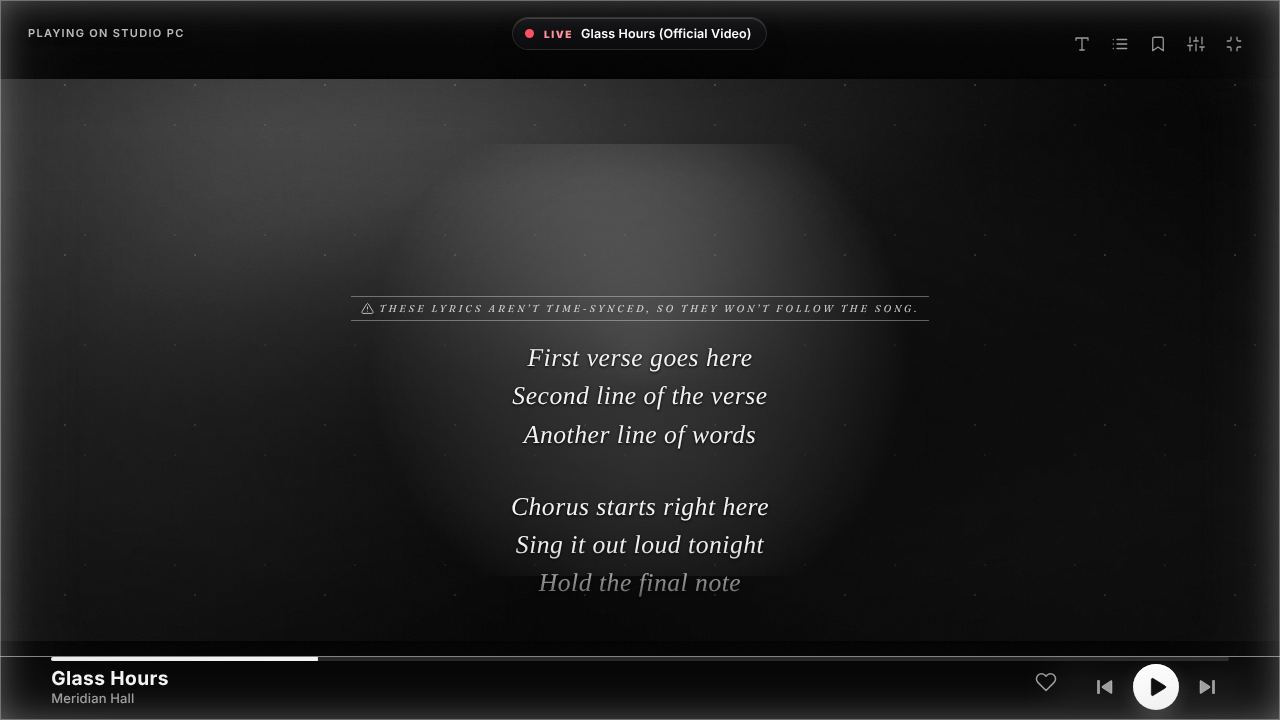 PLAYING ON STUDIO PC
LIVE Glass Hours (Official Video)
THESE LYRICS AREN'T TIME-SYNCED, SO THEY WON'T FOLLOW THE SONG.
First verse goes here
Second line of the verse
Another line of words
Chorus starts right here
Sing it out loud tonight
Hold the final note
Glass Hours
Meridian Hall